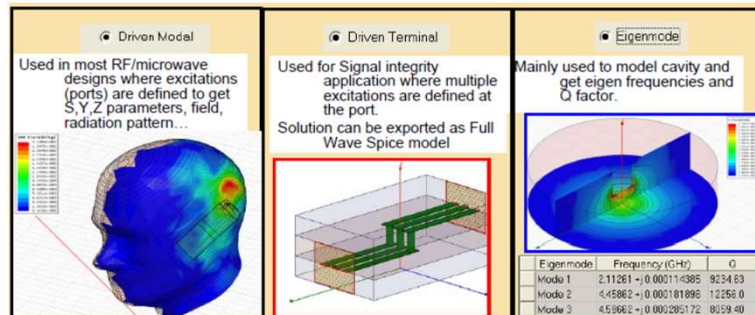 Driven Modal
Used in most RF/microwave
designs where excitations
(ports) are defined to get
S,Y,Z parameters, field,
radiation pattern…
Driven Terminal
Used for Signal integrity
application where multiple
excitations are defined at
the port.
Solution can be exported as Full
Wave Spice model
Eigenmode
Mainly used to model cavity and
get eigen frequencies and
Q factor.
Eigenmode Frequency (GHz) Q
Mode 1 2.11261 +j 0.000114385 9234.63
Mode 2 4.45862 +j 0.000181896 12256.0
Mode 3 4.59662 +j 0.000285172 8059.40